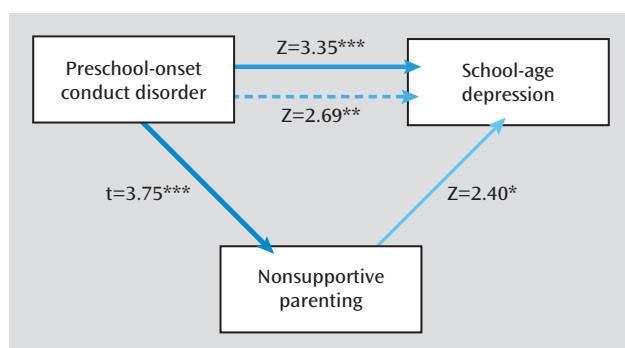 Z=3.35***
Preschool-onset
conduct disorder
School-age
depression
Z=2.69**
t=3.75***
Z=2.40*
Nonsupportive
parenting